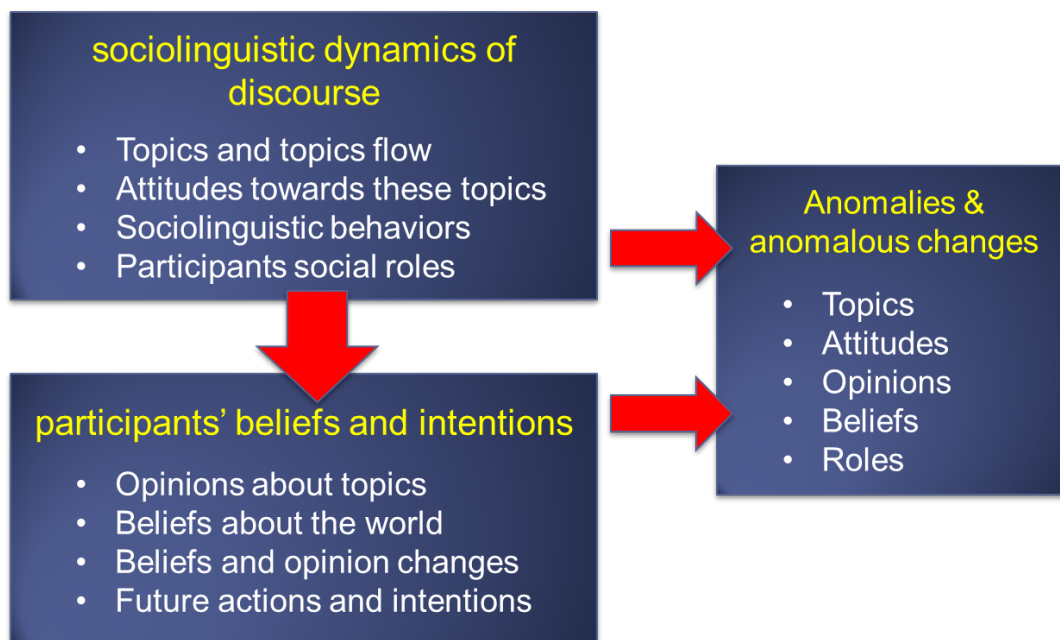 sociolinguistic dynamics of
discourse
• Topics and topics flow
• Attitudes towards these topics
• Sociolinguistic behaviors
• Participants social roles
participants’ beliefs and intentions
• Opinions about topics
• Beliefs about the world
• Beliefs and opinion changes
• Future actions and intentions
Anomalies &
anomalous changes
• Topics
• Attitudes
• Opinions
• Beliefs
• Roles